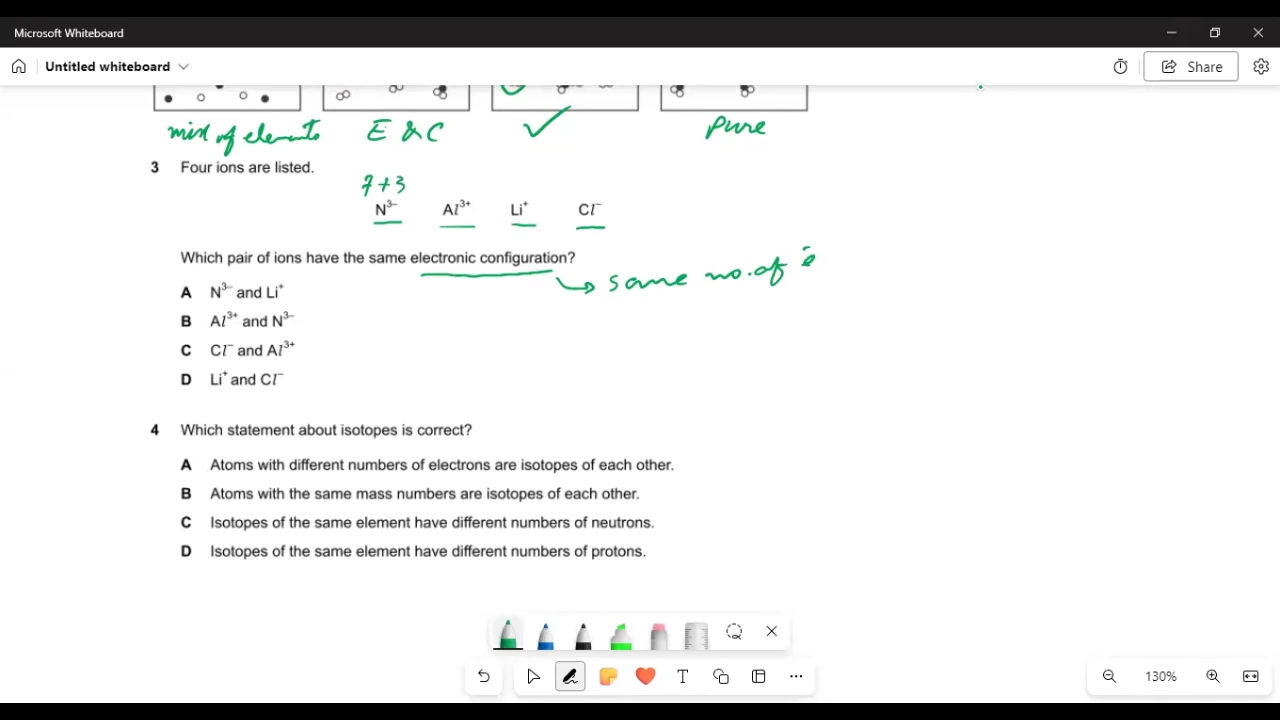 Microsoft Whiteboard
Untitled whiteboard
Share
mix of elements E & C pure
3 Four ions are listed.
7 + 3
N³⁻ Al³⁺ Li⁺ Cl⁻
Which pair of ions have the same electronic configuration?
same no. of e
A N³⁻ and Li⁺
B Al³⁺ and N³⁻
C Cl⁻ and Al³⁺
D Li⁺ and Cl⁻
4 Which statement about isotopes is correct?
A Atoms with different numbers of electrons are isotopes of each other.
B Atoms with the same mass numbers are isotopes of each other.
C Isotopes of the same element have different numbers of neutrons.
D Isotopes of the same element have different numbers of protons.
T
130%